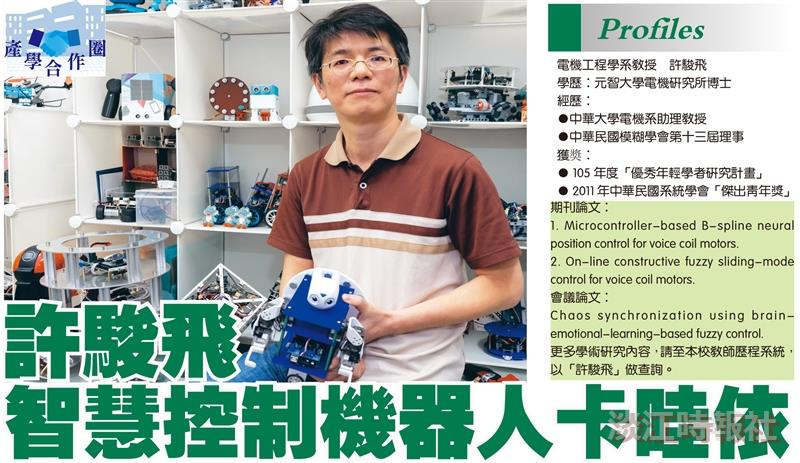 產學合作圈
Profiles
電機工程學系教授 許駿飛
學歷：元智大學電機研究所博士
經歷：
●中華大學電機系助理教授
●中華民國模糊學會第十三屆理事
獲獎：
● 105 年度「優秀年輕學者研究計畫」
● 2011年中華民國系統學會「傑出青年獎」
期刊論文：
1. Microcontroller-based B-spline neural
position control for voice coil motors.
2. On-line constructive fuzzy sliding-mode
control for voice coil motors.
會議論文：
Chaos synchronization using brain-
emotional-learning-based fuzzy control.
更多學術研究內容，請至本校教師歷程系統，
以「許駿飛」做查詢。
許駿飛
智慧控制機器人卡哇依
淡江時報社